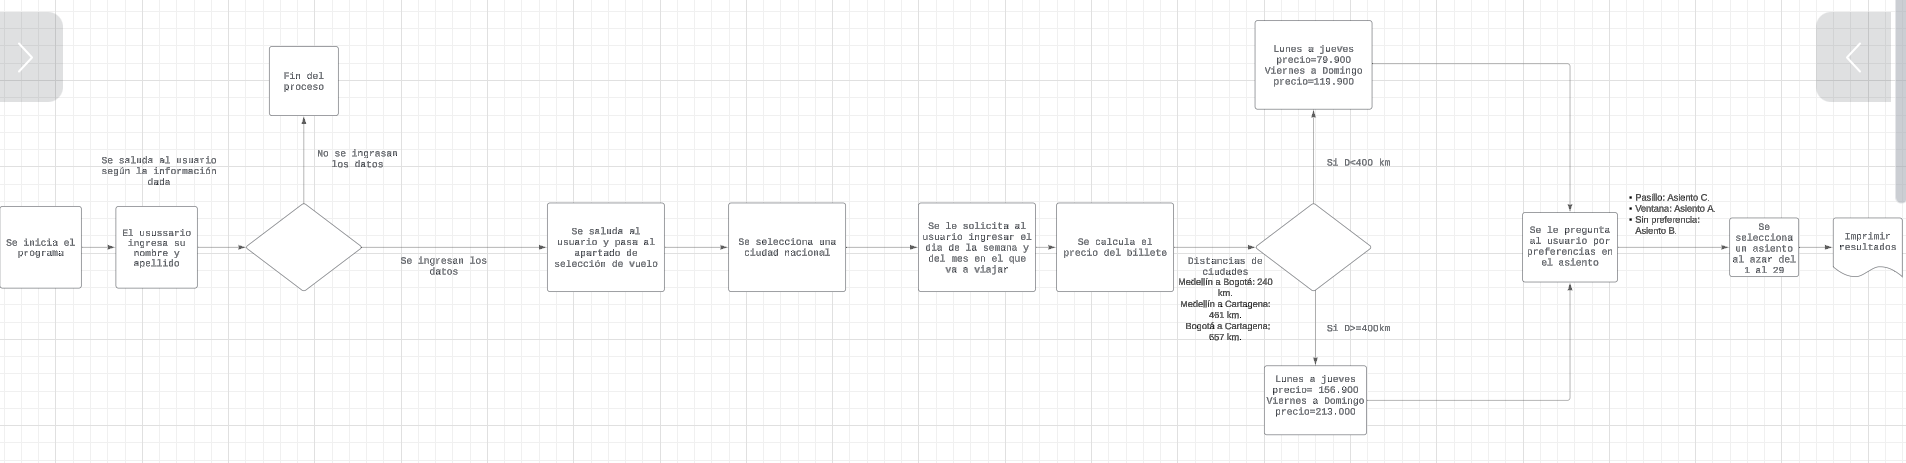 Se inicia el
programa
Se saluda al usuario
según la información
dada
El usussario
ingresa su
nombre y
apellido
Fin del
proceso
No se ingrasan
los datos
Se ingresan los
datos
Se saluda al
usuario y pasa al
apartado de
selección de vuelo
Se selecciona una
ciudad nacional
Se le solicita al
usuario ingresar el
dia de la semana y
del mes en el que
va a viajar
Se calcula el
precio del billete
Distancias de
ciudades
Medellín a Bogotá: 240
km.
Medellín a Cartagena:
461 km.
Bogotá a Cartagena:
657 km.
Lunes a jueves
precio=79.900
Viernes a Domingo
precio=119.900
Si D<400 km
Si D>=400km
Lunes a jueves
precio= 156.900
Viernes a Domingo
precio=213.000
Se le pregunta
al usuario por
preferencias en
el asiento
• Pasillo: Asiento C.
• Ventana: Asiento A.
• Sin preferencia:
Asiento B.
Se
selecciona
un asiento
al azar del
1 al 29
Imprimir
resultados